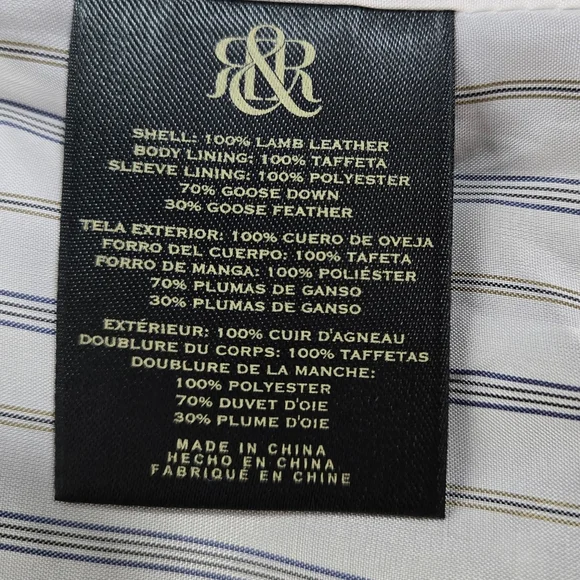 R&R
SHELL: 100% LAMB LEATHER
BODY LINING: 100% TAFFETA
SLEEVE LINING: 100% POLYESTER
70% GOOSE DOWN
30% GOOSE FEATHER
TELA EXTERIOR: 100% CUERO DE OVEJA
FORRO DEL CUERPO: 100% TAFETA
FORRO DE MANGA: 100% POLIÉSTER
70% PLUMAS DE GANSO
30% PLUMAS DE GANSO
EXTÉRIEUR: 100% CUIR D'AGNEAU
DOUBLURE DU CORPS: 100% TAFFETAS
DOUBLURE DE LA MANCHE:
100% POLYESTER
70% DUVET D'OIE
30% PLUME D'OIE
MADE IN CHINA
HECHO EN CHINA
FABRIQUÉ EN CHINE